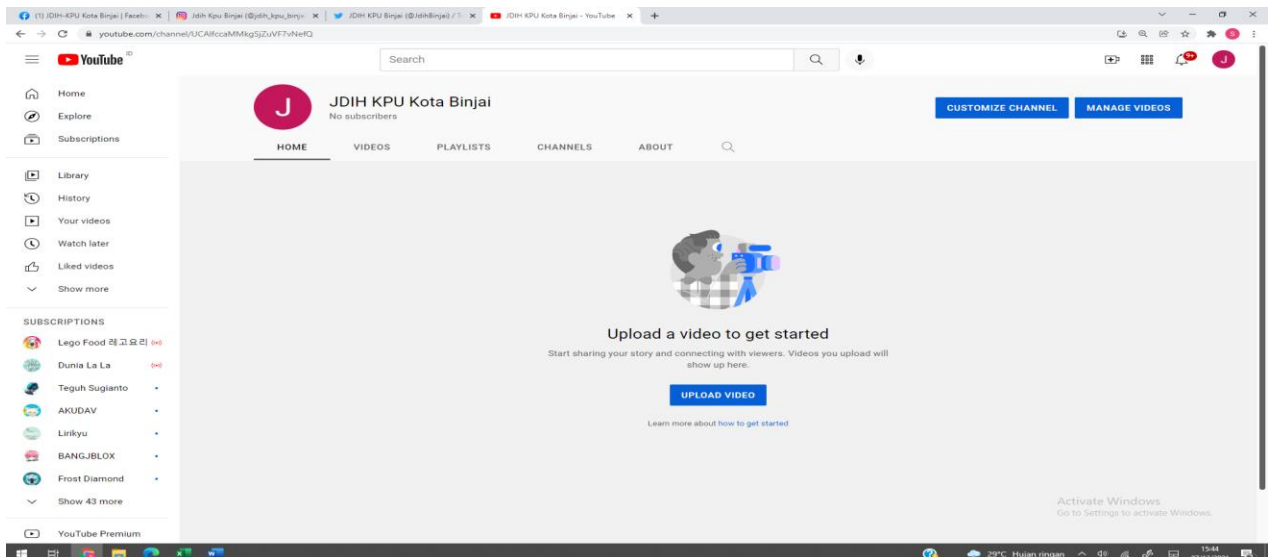 (1) JDIH-KPU Kota Binjai | Faceb
Jdih Kpu Binjai (@jdih_kpu_binja
JDIH KPU Binjai (@JdihBinjai) / T
JDIH KPU Kota Binjai - YouTube
youtube.com/channel/UCAlfccaMMkgSjZuVF7vNefQ
S
YouTube ID
Search
9+
J
Home
Explore
Subscriptions
Library
History
Your videos
Watch later
Liked videos
Show more
SUBSCRIPTIONS
Lego Food 레고요리
Dunia La La
Teguh Sugianto
AKUDAV
Lirikyu
BANGJBLOX
Frost Diamond
Show 43 more
YouTube Premium
J
JDIH KPU Kota Binjai
No subscribers
CUSTOMIZE CHANNEL
MANAGE VIDEOS
HOME VIDEOS PLAYLISTS CHANNELS ABOUT
Upload a video to get started
Start sharing your story and connecting with viewers. Videos you upload will
show up here.
UPLOAD VIDEO
Learn more about how to get started
Activate Windows
Go to Settings to activate Windows.
29°C Hujan ringan
15:44